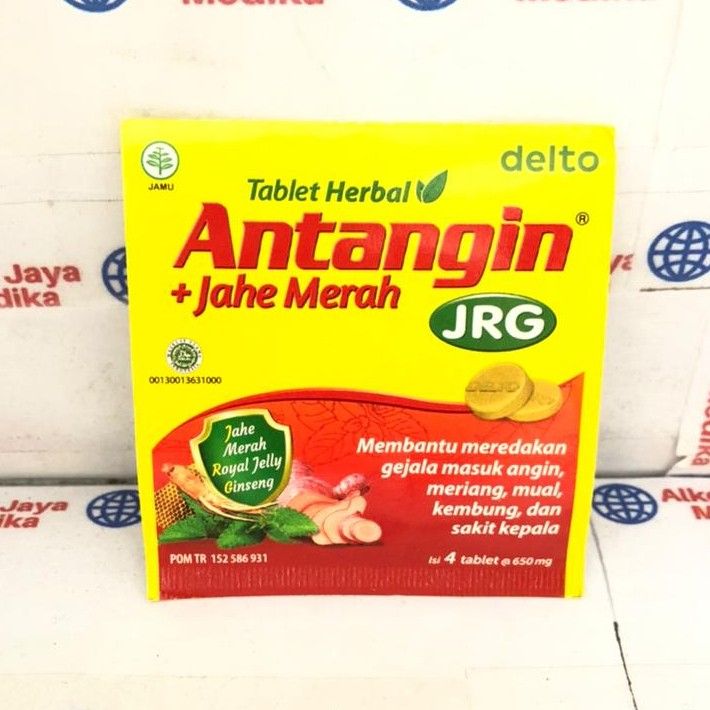 Jaya
Medika
JAMU
delto
Tablet Herbal
Antangin®
+ Jahe Merah
JRG
00130013631000
Jahe
Merah
Royal Jelly
Ginseng
Membantu meredakan
gejala masuk angin,
meriang, mual,
kembung, dan
sakit kepala
POM TR 152 586 931
Isi 4 tablet @ 650 mg
Jaya